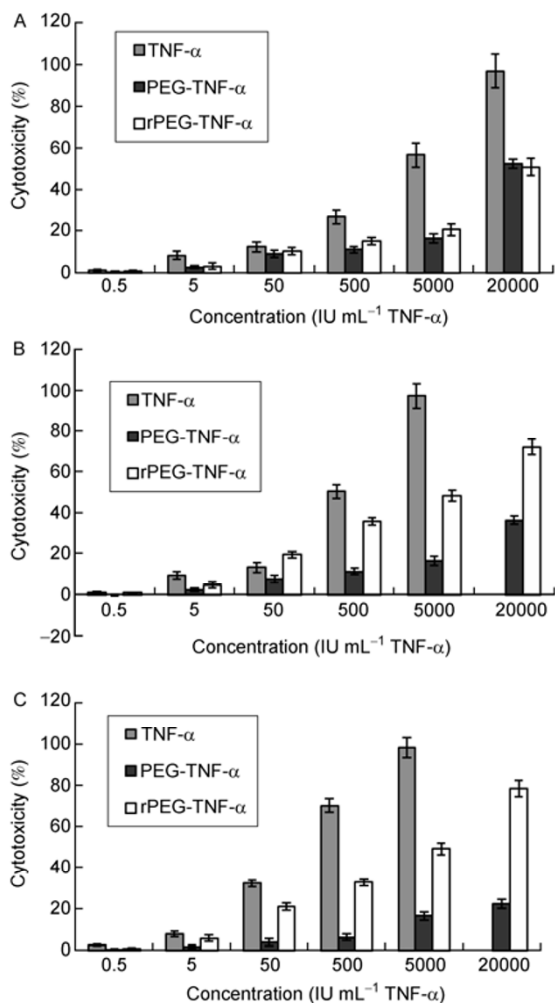 A
120
100
80
60
40
20
0
Cytotoxicity (%)
TNF-α
PEG-TNF-α
rPEG-TNF-α
0.5 5 50 500 5000 20000
Concentration (IU mL⁻¹ TNF-α)
B
120
100
80
60
40
20
0
−20
Cytotoxicity (%)
TNF-α
PEG-TNF-α
rPEG-TNF-α
0.5 5 50 500 5000 20000
Concentration (IU mL⁻¹ TNF-α)
C
120
100
80
60
40
20
0
Cytotoxicity (%)
TNF-α
PEG-TNF-α
rPEG-TNF-α
0.5 5 50 500 5000 20000
Concentration (IU mL⁻¹ TNF-α)